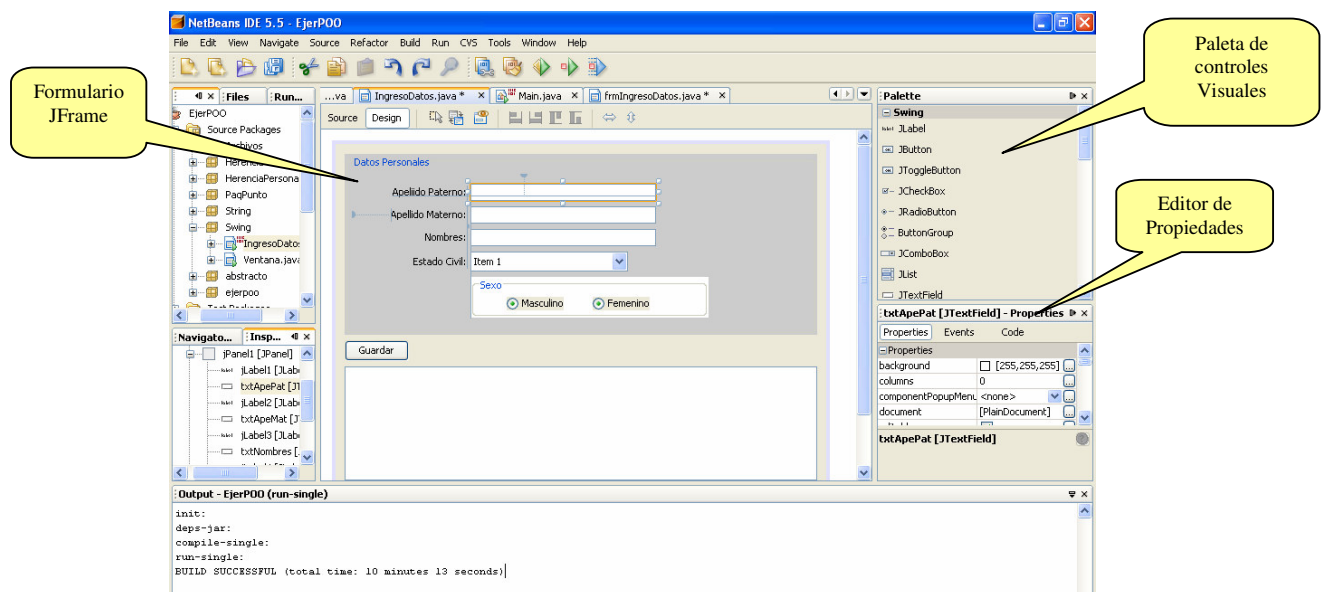 NetBeans IDE 5.5 - EjerPOO
File Edit View Navigate Source Refactor Build Run CVS Tools Window Help
Formulario
JFrame
Paleta de
controles
Visuales
Editor de
Propiedades
Files Run...
EjerPOO
Source Packages
HerenciaPersona
PaqPunto
String
Swing
IngresoDato
Ventana.java
abstracto
ejerpoo
Navigato... Insp...
jPanel1 [JPanel]
jLabel1 [JLab
txtApePat [JT
jLabel2 [JLab
txtApeMat [J
jLabel3 [JLab
txtNombres [
...va IngresoDatos.java * Main.java frmIngresoDatos.java *
Source Design
Datos Personales
Apellido Paterno:
Apellido Materno:
Nombres:
Estado Civil: Item 1
Sexo
Masculino Femenino
Guardar
Palette
Swing
JLabel
JButton
JToggleButton
JCheckBox
JRadioButton
ButtonGroup
JComboBox
JList
JTextField
txtApePat [JTextField] - Properties
Properties Events Code
Properties
background [255,255,255] ...
columns 0 ...
componentPopupMenu <none> ...
document [PlainDocument] ...
txtApePat [JTextField]
Output - EjerPOO (run-single)
init:
deps-jar:
compile-single:
run-single:
BUILD SUCCESSFUL (total time: 10 minutes 13 seconds)